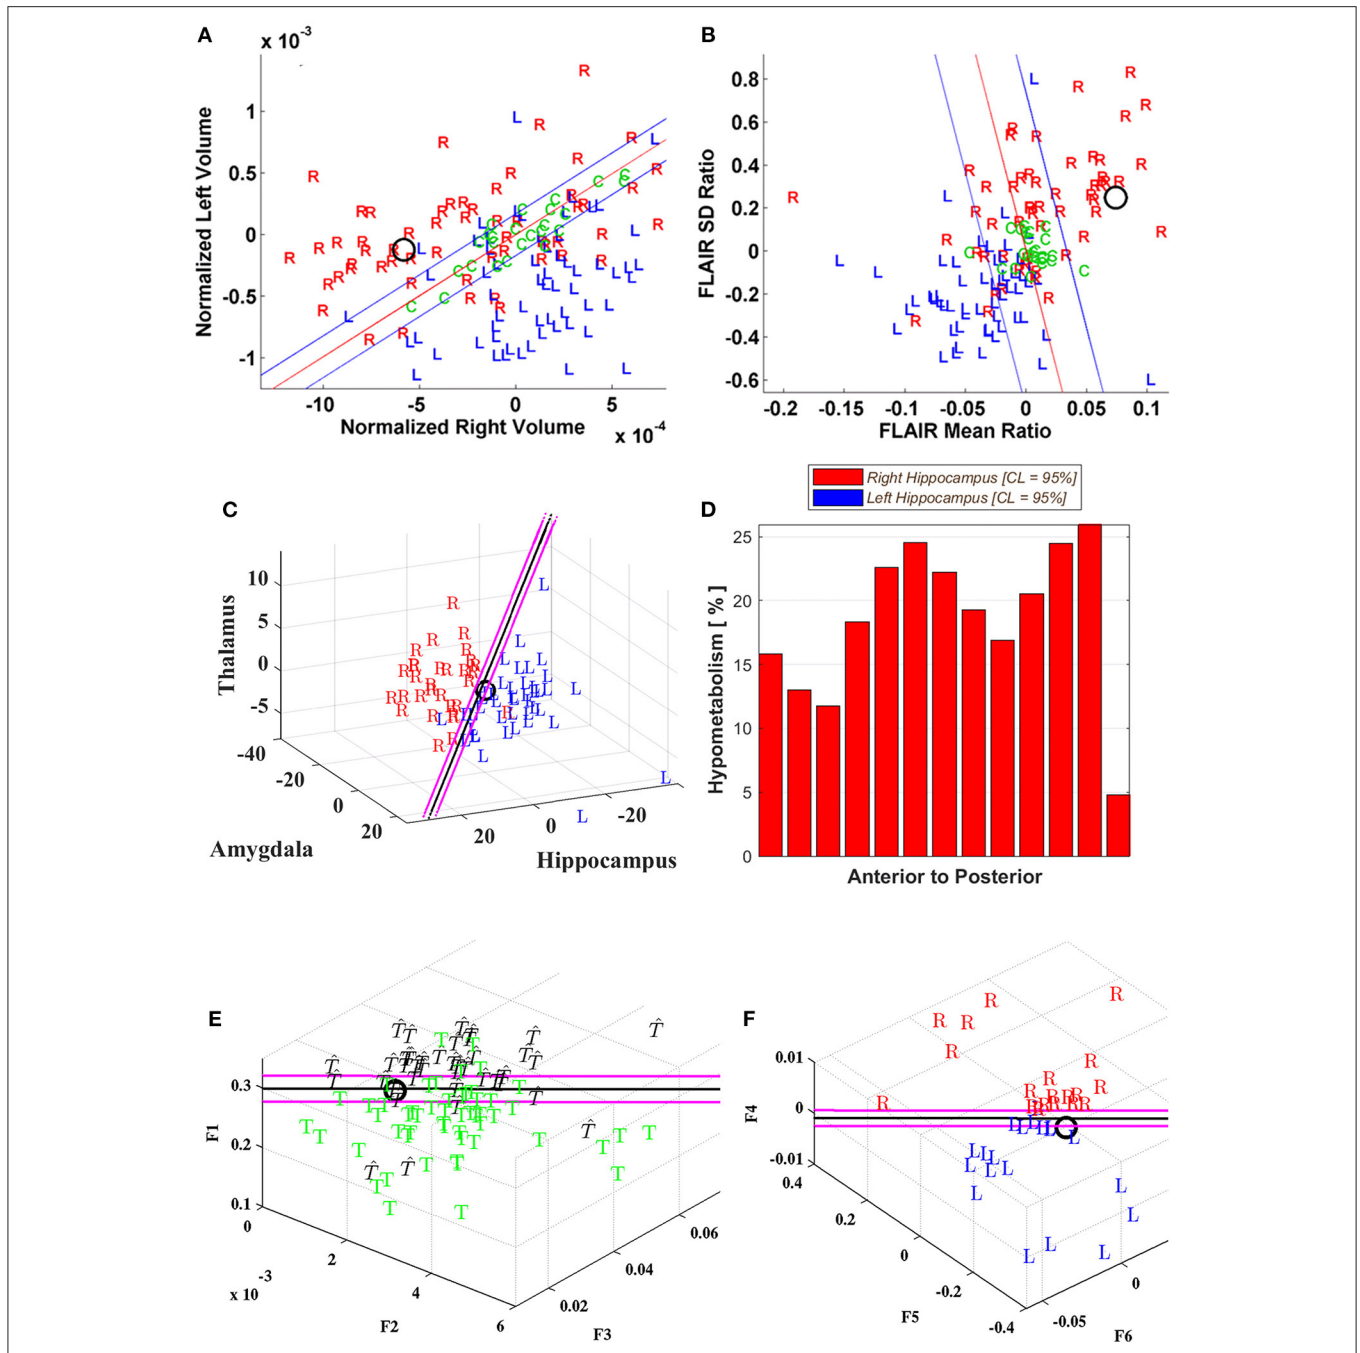 A
x 10⁻³
Normalized Left Volume
1
0.5
0
-0.5
-1
-10 -5 0 5
Normalized Right Volume
x 10⁻⁴
B
FLAIR SD Ratio
0.8
0.6
0.4
0.2
0
-0.2
-0.4
-0.6
-0.2 -0.15 -0.1 -0.05 0 0.05 0.1
FLAIR Mean Ratio
C
Thalamus
10
5
0
-5
-40
-20
0
20
Amygdala
20 0 -20
Hippocampus
Right Hippocampus [CL = 95%]
Left Hippocampus [CL = 95%]
D
Hypometabolism [ % ]
25
20
15
10
5
0
Anterior to Posterior
E
F1
0.3
0.2
0.1
0
2
4
6
x 10⁻³
F2
0.02
0.04
0.06
F3
F
F4
0.01
0
-0.01
0.4
0.2
0
-0.2
-0.4
F5
-0.05
0
F6